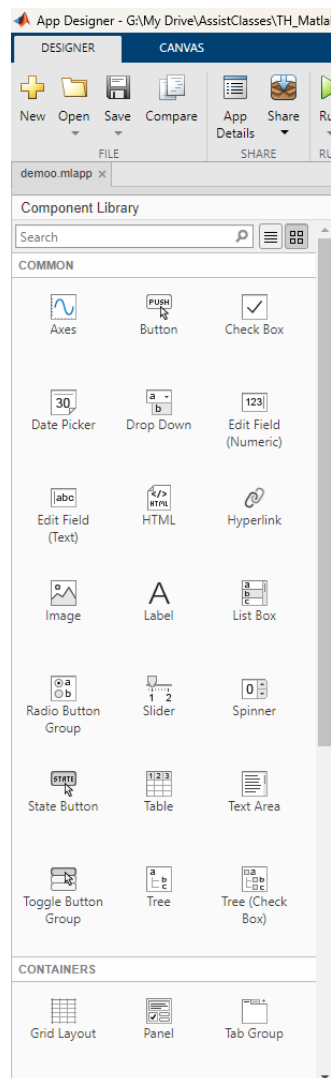 App Designer - G:\My Drive\AssistClasses\TH_Matla
DESIGNER CANVAS
New Open Save Compare App Details Share Ru
FILE SHARE RU
demoo.mlapp ×
Component Library
Search
COMMON
PUSH
Axes Button Check Box
30 a b 123
Date Picker Drop Down Edit Field
(Numeric)
abc </> HTML
Edit Field HTML Hyperlink
(Text)
A a b c
Image Label List Box
a b 1 2 0
Radio Button Slider Spinner
Group
STATE 1 2 3
State Button Table Text Area
a b c a b c
Toggle Button Tree Tree (Check
Group Box)
CONTAINERS
Grid Layout Panel Tab Group